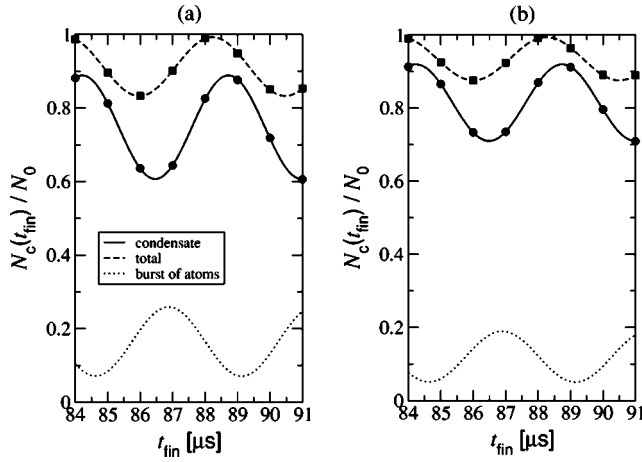 (a)
(b)
1
0.8
0.6
0.4
0.2
0
N_c(t_fin) / N_0
condensate
total
burst of atoms
84 85 86 87 88 89 90 91
t_fin [µs]
1
0.8
0.6
0.4
0.2
0
N_c(t_fin) / N_0
84 85 86 87 88 89 90 91
t_fin [µs]